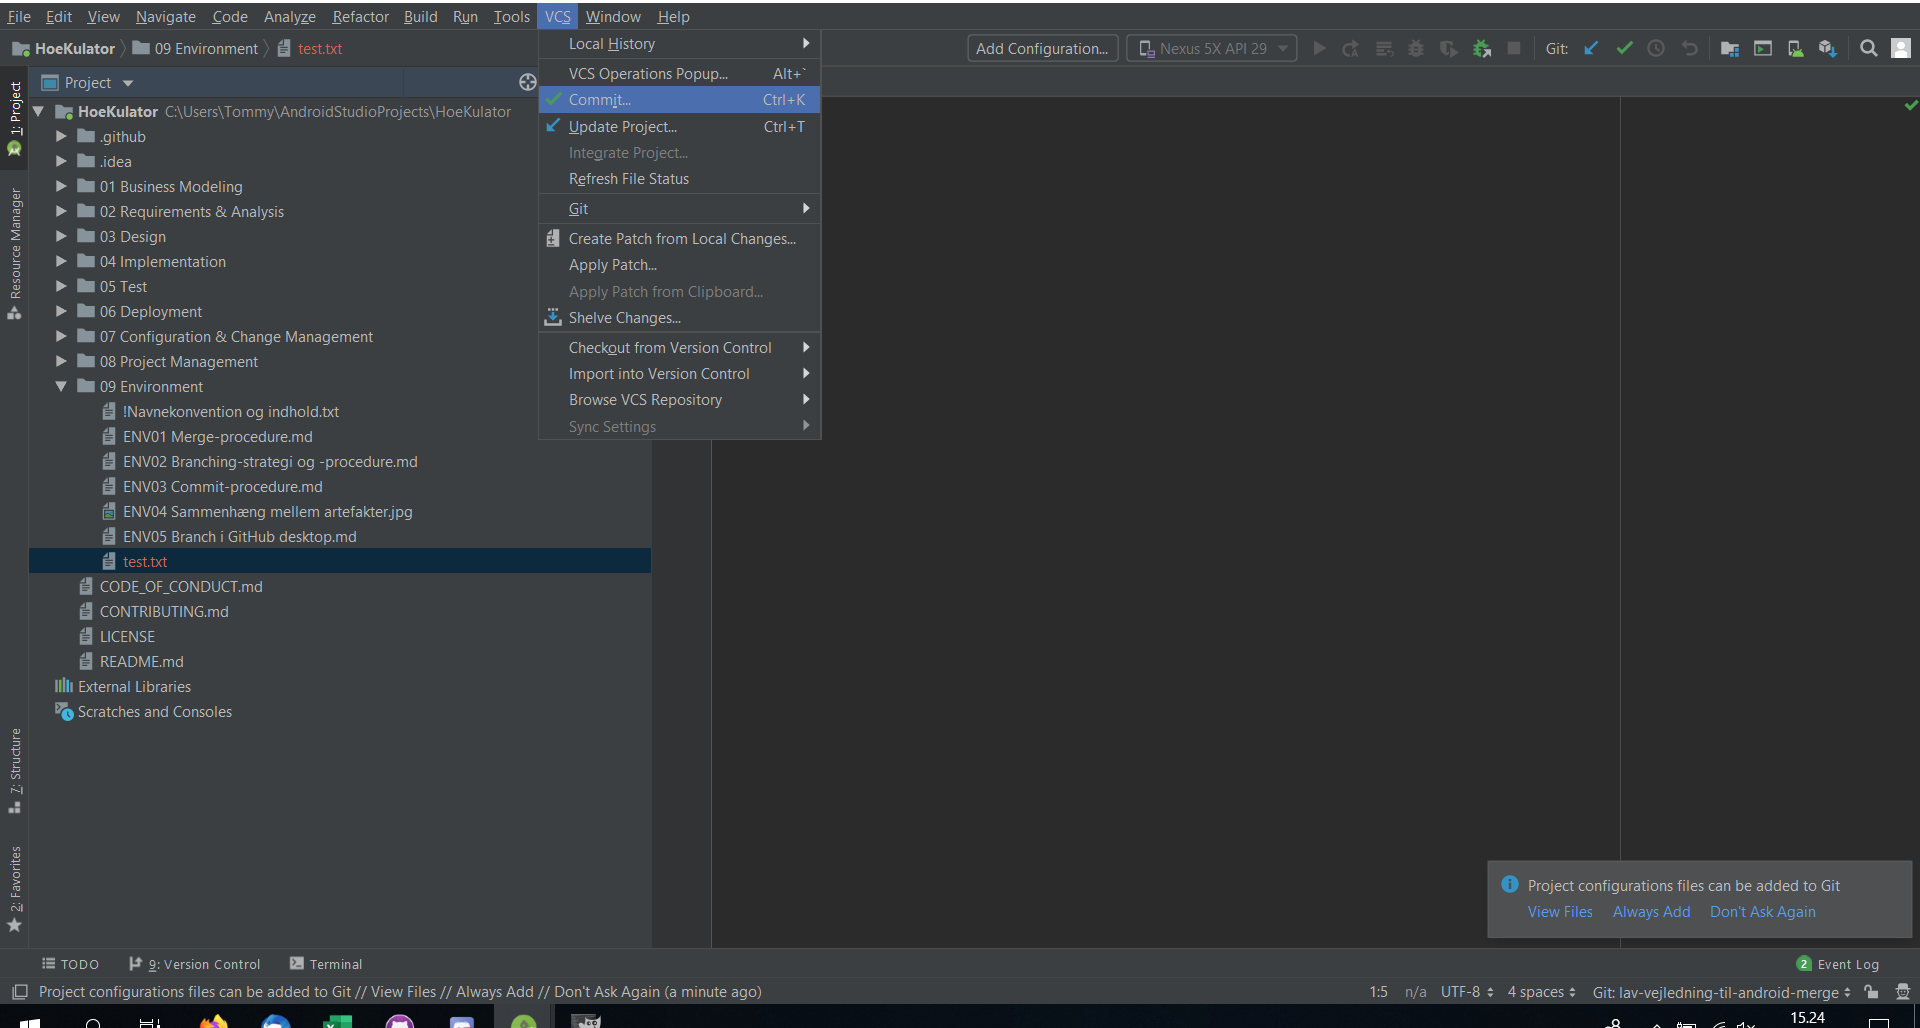 File Edit View Navigate Code Analyze Refactor Build Run Tools VCS Window Help
HoeKulator 09 Environment test.txt
Add Configuration... Nexus 5X API 29 Git:
Project
Local History
VCS Operations Popup... Alt+`
Commit... Ctrl+K
Update Project... Ctrl+T
Integrate Project...
Refresh File Status
Git
Create Patch from Local Changes...
Apply Patch...
Apply Patch from Clipboard...
Shelve Changes...
Checkout from Version Control
Import into Version Control
Browse VCS Repository
Sync Settings
1: Project
Resource Manager
7: Structure
2: Favorites
HoeKulator C:\Users\Tommy\AndroidStudioProjects\HoeKulator
.github
.idea
01 Business Modeling
02 Requirements & Analysis
03 Design
04 Implementation
05 Test
06 Deployment
07 Configuration & Change Management
08 Project Management
09 Environment
!Navnekonvention og indhold.txt
ENV01 Merge-procedure.md
ENV02 Branching-strategi og -procedure.md
ENV03 Commit-procedure.md
ENV04 Sammenhæng mellem artefakter.jpg
ENV05 Branch i GitHub desktop.md
test.txt
CODE_OF_CONDUCT.md
CONTRIBUTING.md
LICENSE
README.md
External Libraries
Scratches and Consoles
Project configurations files can be added to Git
View Files Always Add Don't Ask Again
TODO 9: Version Control Terminal 2 Event Log
Project configurations files can be added to Git // View Files // Always Add // Don't Ask Again (a minute ago) 1:5 n/a UTF-8 4 spaces Git: lav-vejledning-til-android-merge
15.24